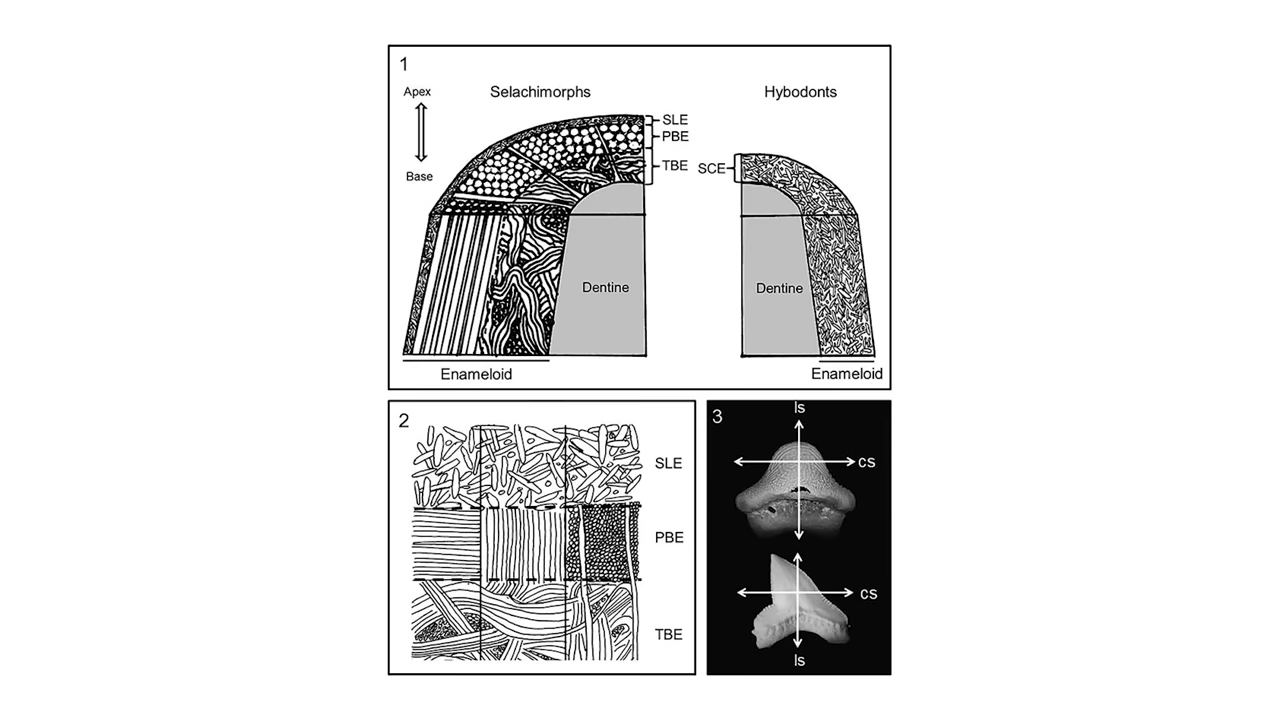 1
Apex
Selachimorphs
Hybodonts
SLE
PBE
TBE
SCE
Base
Dentine
Dentine
Enameloid
Enameloid
2
SLE
PBE
TBE
3
ls
cs
cs
ls